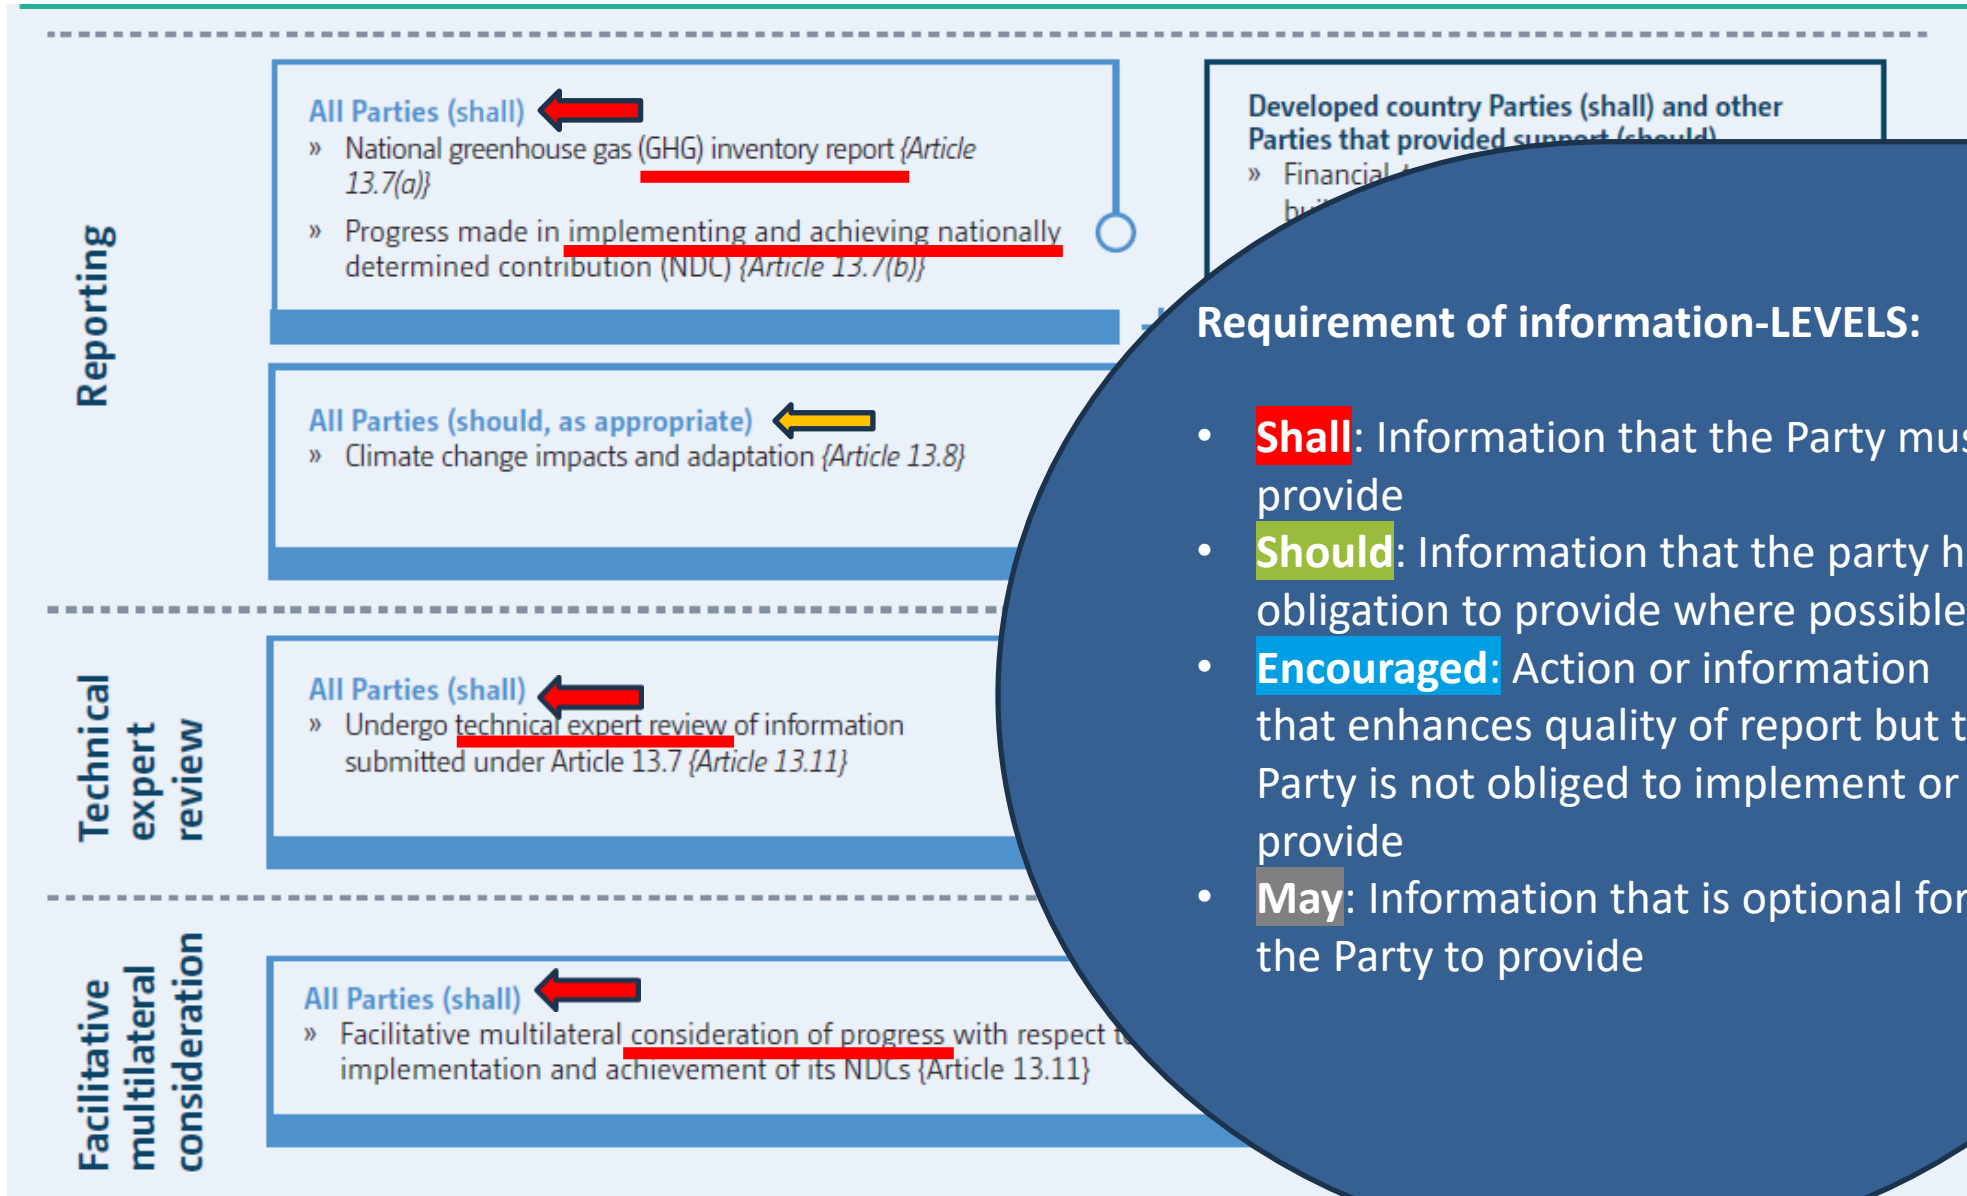 Reporting
All Parties (shall)
» National greenhouse gas (GHG) inventory report {Article
13.7(a)}
» Progress made in implementing and achieving nationally
determined contribution (NDC) {Article 13.7(b)}
Developed country Parties (shall) and other
Parties that provided support (should)
» Financial
All Parties (should, as appropriate)
» Climate change impacts and adaptation {Article 13.8}
Technical
expert
review
All Parties (shall)
» Undergo technical expert review of information
submitted under Article 13.7 {Article 13.11}
Facilitative
multilateral
consideration
All Parties (shall)
» Facilitative multilateral consideration of progress with respect
implementation and achievement of its NDCs {Article 13.11}
Requirement of information-LEVELS:
• Shall: Information that the Party
provide
• Should: Information that the party
obligation to provide where possible
• Encouraged: Action or information
that enhances quality of report but
Party is not obliged to implement or
provide
• May: Information that is optional for
the Party to provide